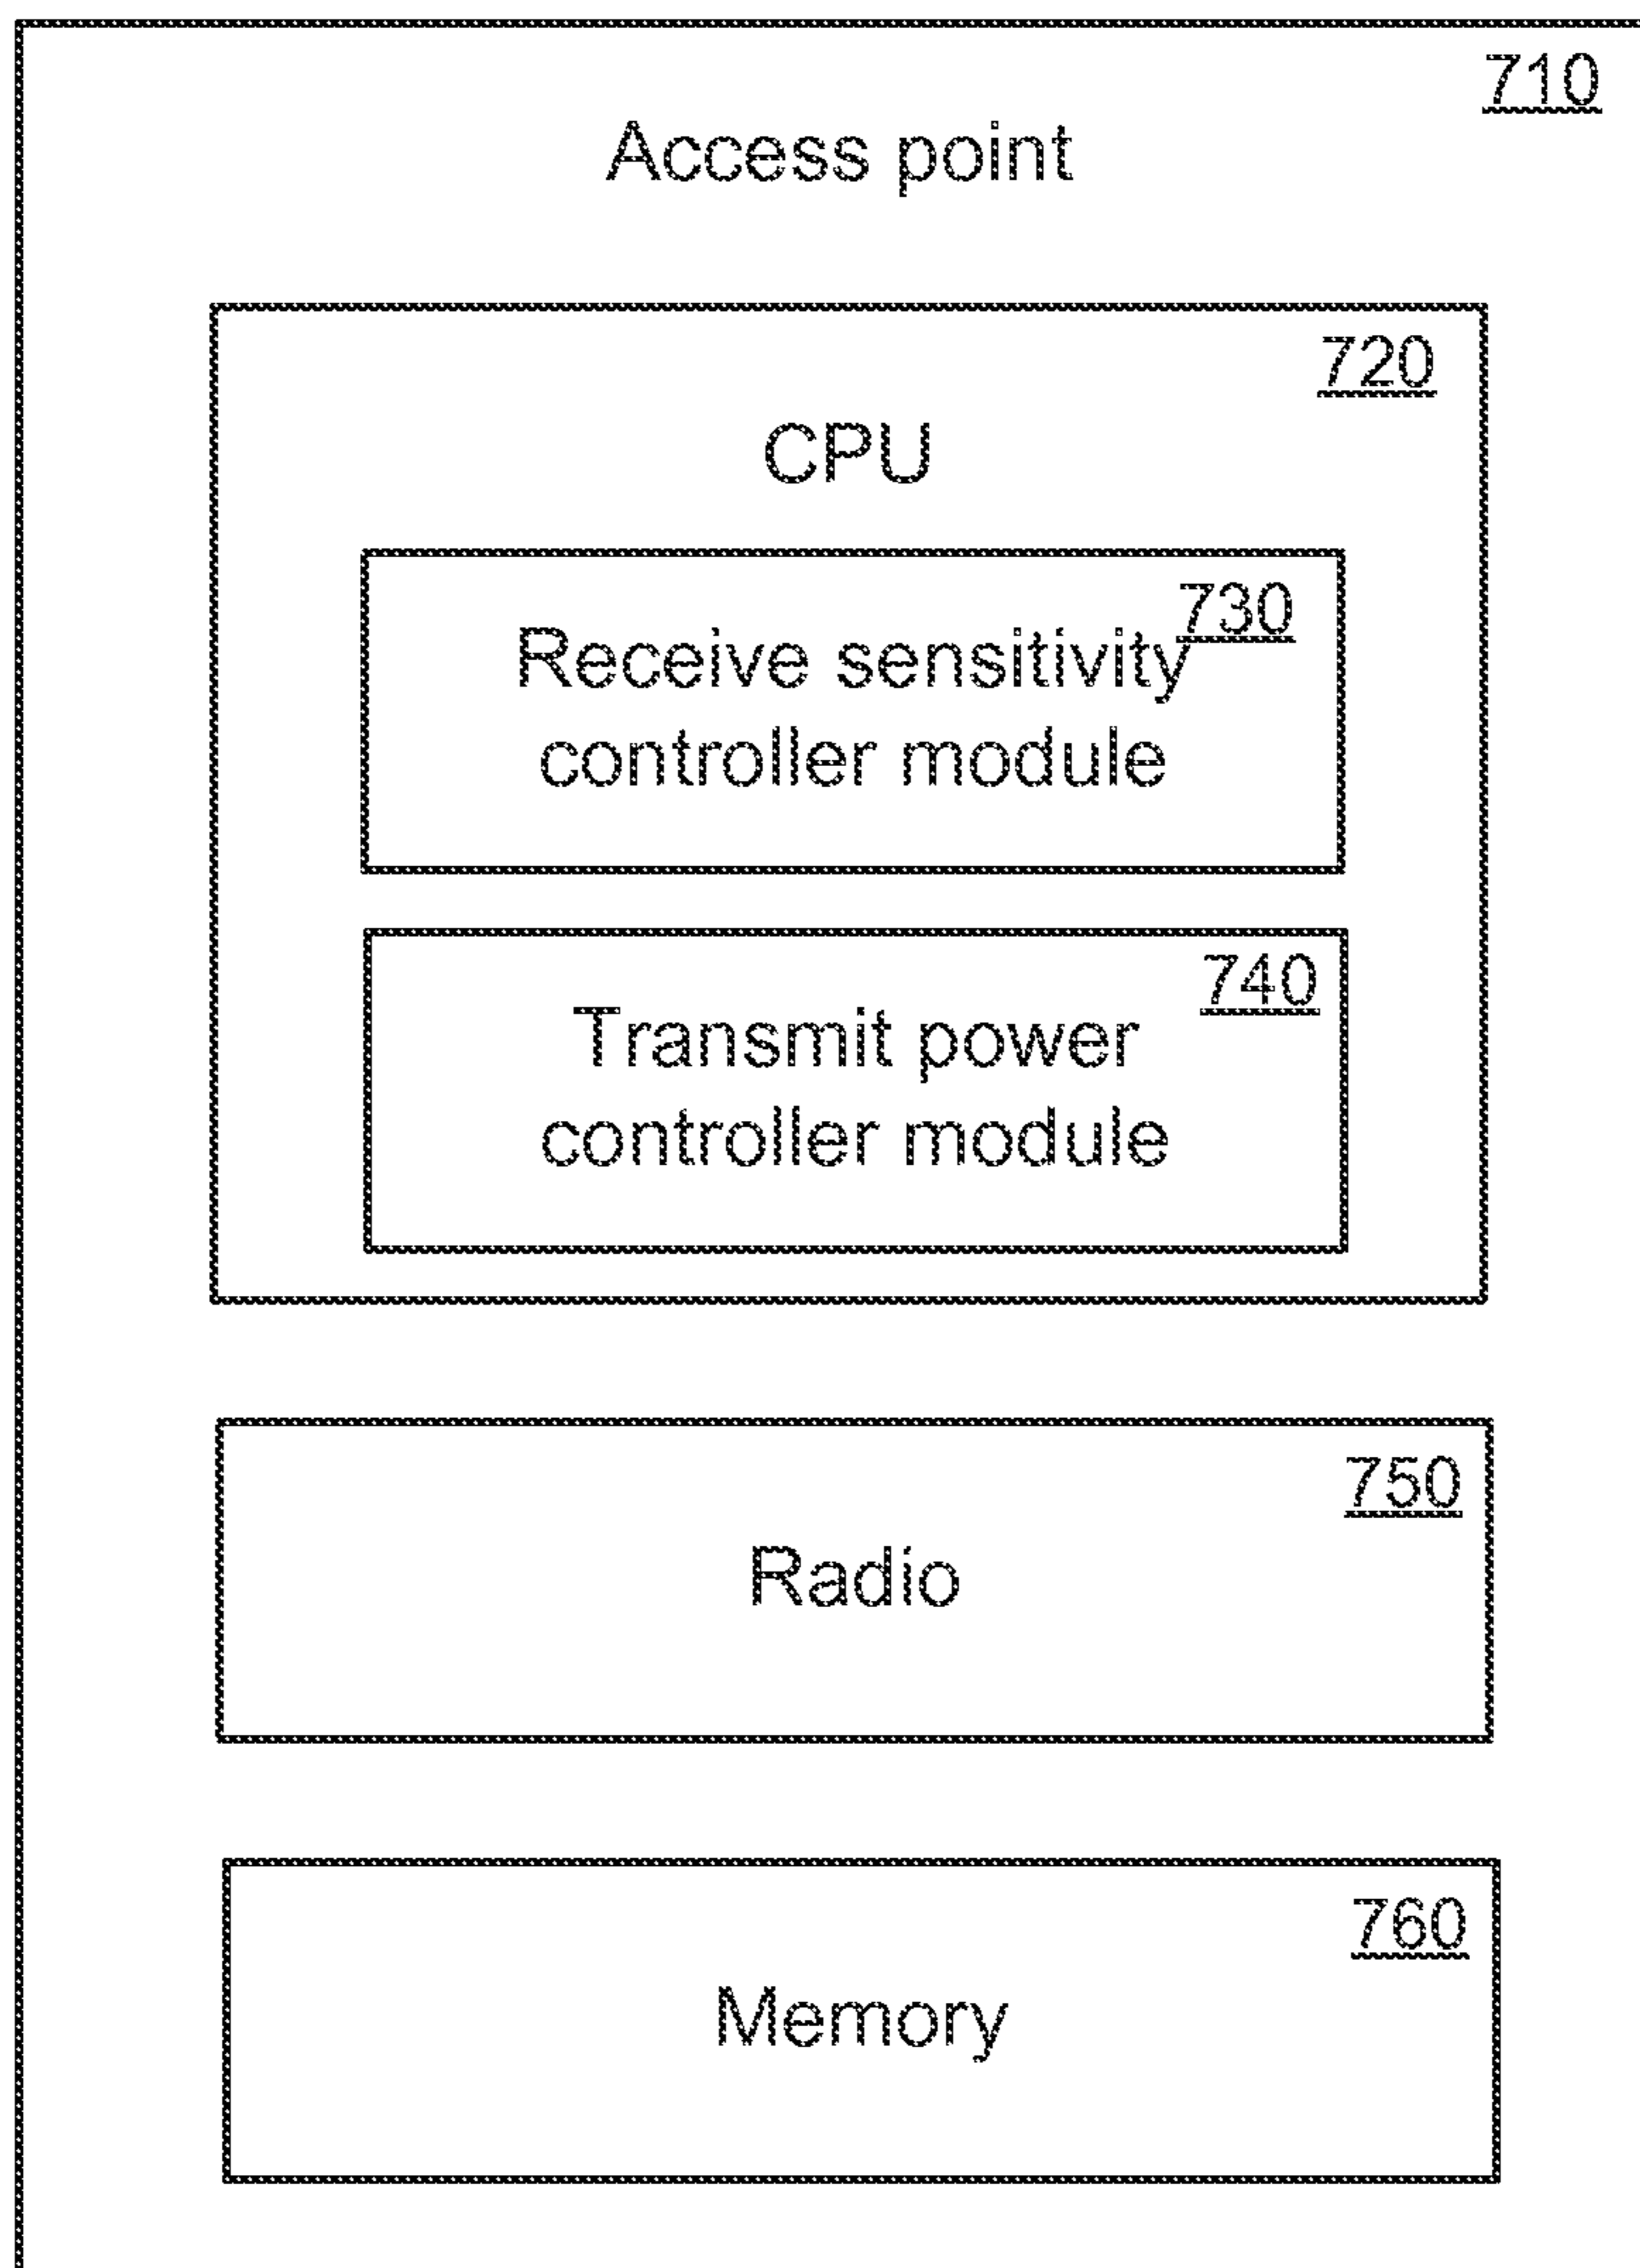 710
Access point
720
CPU
730
Receive sensitivity
controller module
740
Transmit power
controller module
750
Radio
760
Memory